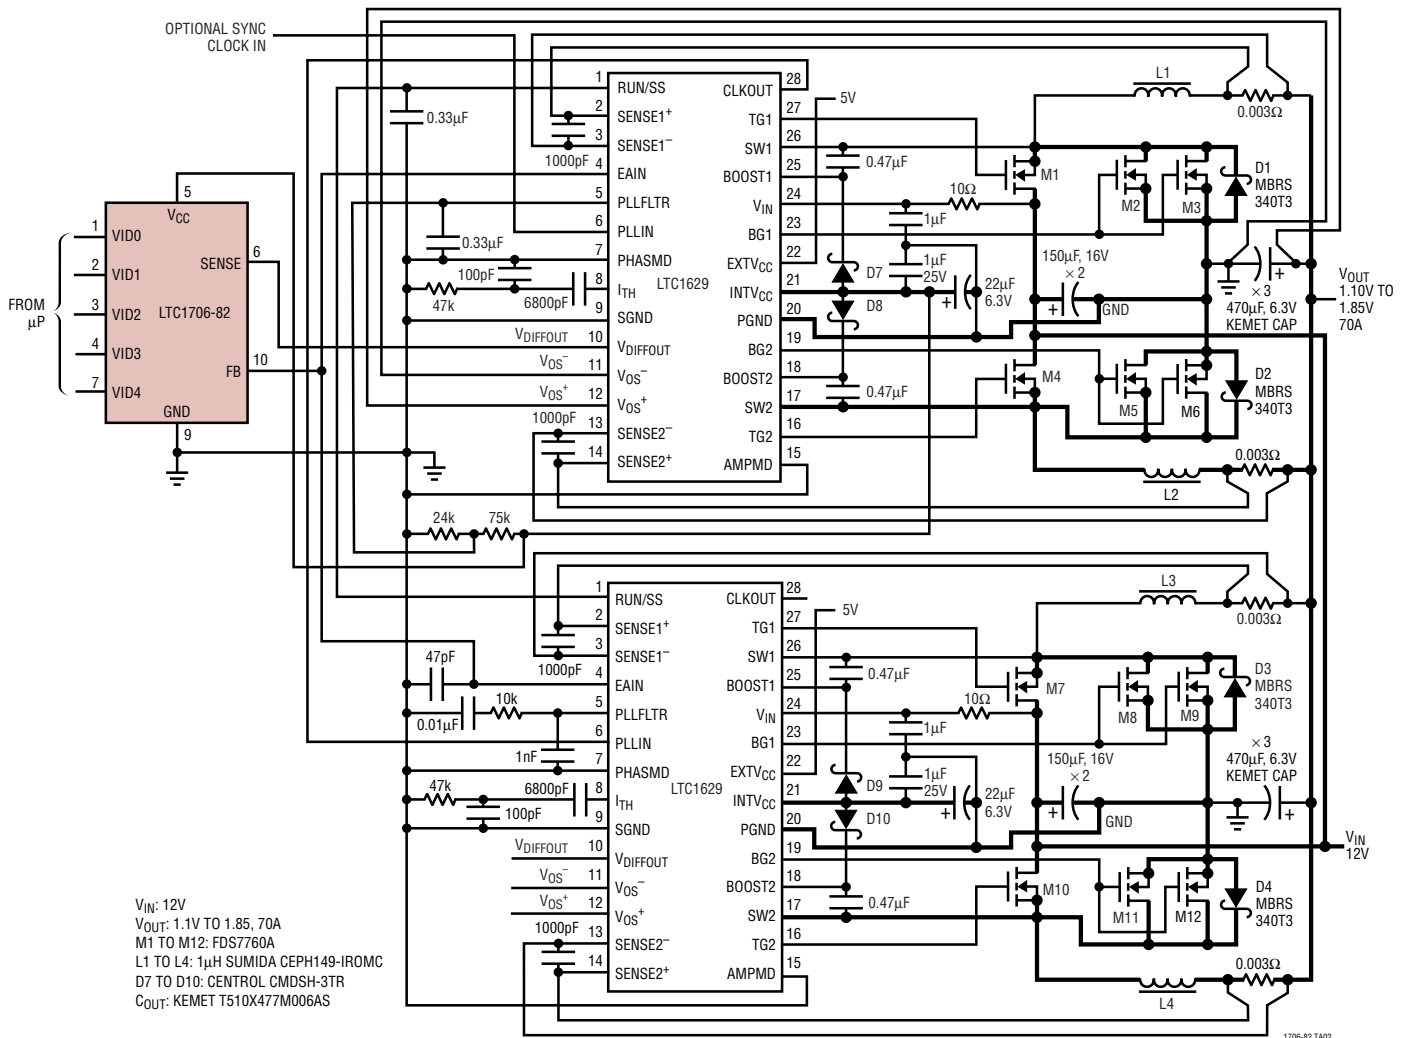 OPTIONAL SYNC
CLOCK IN
FROM
μP
1
VID0
2
VID1
3
VID2
4
VID3
7
VID4
5
VCC
SENSE
6
LTC1706-82
FB
10
GND
9
0.33μF
1000pF
0.33μF
100pF
47k
6800pF
VDIFFOUT
VOS−
VOS+
1000pF
24k
75k
1
RUN/SS
2
SENSE1+
3
SENSE1−
4
EAIN
5
PLLFLTR
6
PLLIN
7
PHASMD
8
ITH
9
SGND
10
VDIFFOUT
11
VOS−
12
VOS+
13
SENSE2−
14
SENSE2+
LTC1629
28
CLKOUT
27
TG1
26
SW1
25
BOOST1
24
VIN
23
BG1
22
EXTVCC
21
INTVCC
20
PGND
19
BG2
18
BOOST2
17
SW2
16
TG2
15
AMPMD
5V
0.47μF
10Ω
1μF
1μF
25V
D7
D8
22μF
6.3V
0.47μF
M1
M2
M3
D1
MBRS
340T3
L1
0.003Ω
150μF, 16V
×2
GND
×3
470μF, 6.3V
KEMET CAP
VOUT
1.10V TO
1.85V
70A
M4
M5
M6
D2
MBRS
340T3
0.003Ω
L2
47pF
0.01μF
10k
1nF
1000pF
47k
6800pF
100pF
VDIFFOUT
VOS−
VOS+
1000pF
1
RUN/SS
2
SENSE1+
3
SENSE1−
4
EAIN
5
PLLFLTR
6
PLLIN
7
PHASMD
8
ITH
9
SGND
10
VDIFFOUT
11
VOS−
12
VOS+
13
SENSE2−
14
SENSE2+
LTC1629
28
CLKOUT
27
TG1
26
SW1
25
BOOST1
24
VIN
23
BG1
22
EXTVCC
21
INTVCC
20
PGND
19
BG2
18
BOOST2
17
SW2
16
TG2
15
AMPMD
5V
0.47μF
10Ω
1μF
1μF
25V
D9
D10
22μF
6.3V
0.47μF
L3
0.003Ω
M7
M8
M9
D3
MBRS
340T3
150μF, 16V
×2
GND
×3
470μF, 6.3V
KEMET CAP
VIN
12V
M10
M11
M12
D4
MBRS
340T3
0.003Ω
L4
VIN: 12V
VOUT: 1.1V TO 1.85, 70A
M1 TO M12: FDS7760A
L1 TO L4: 1μH SUMIDA CEPH149-IROMC
D7 TO D10: CENTROL CMDSH-3TR
COUT: KEMET T510X477M006AS
1706-82 TA02